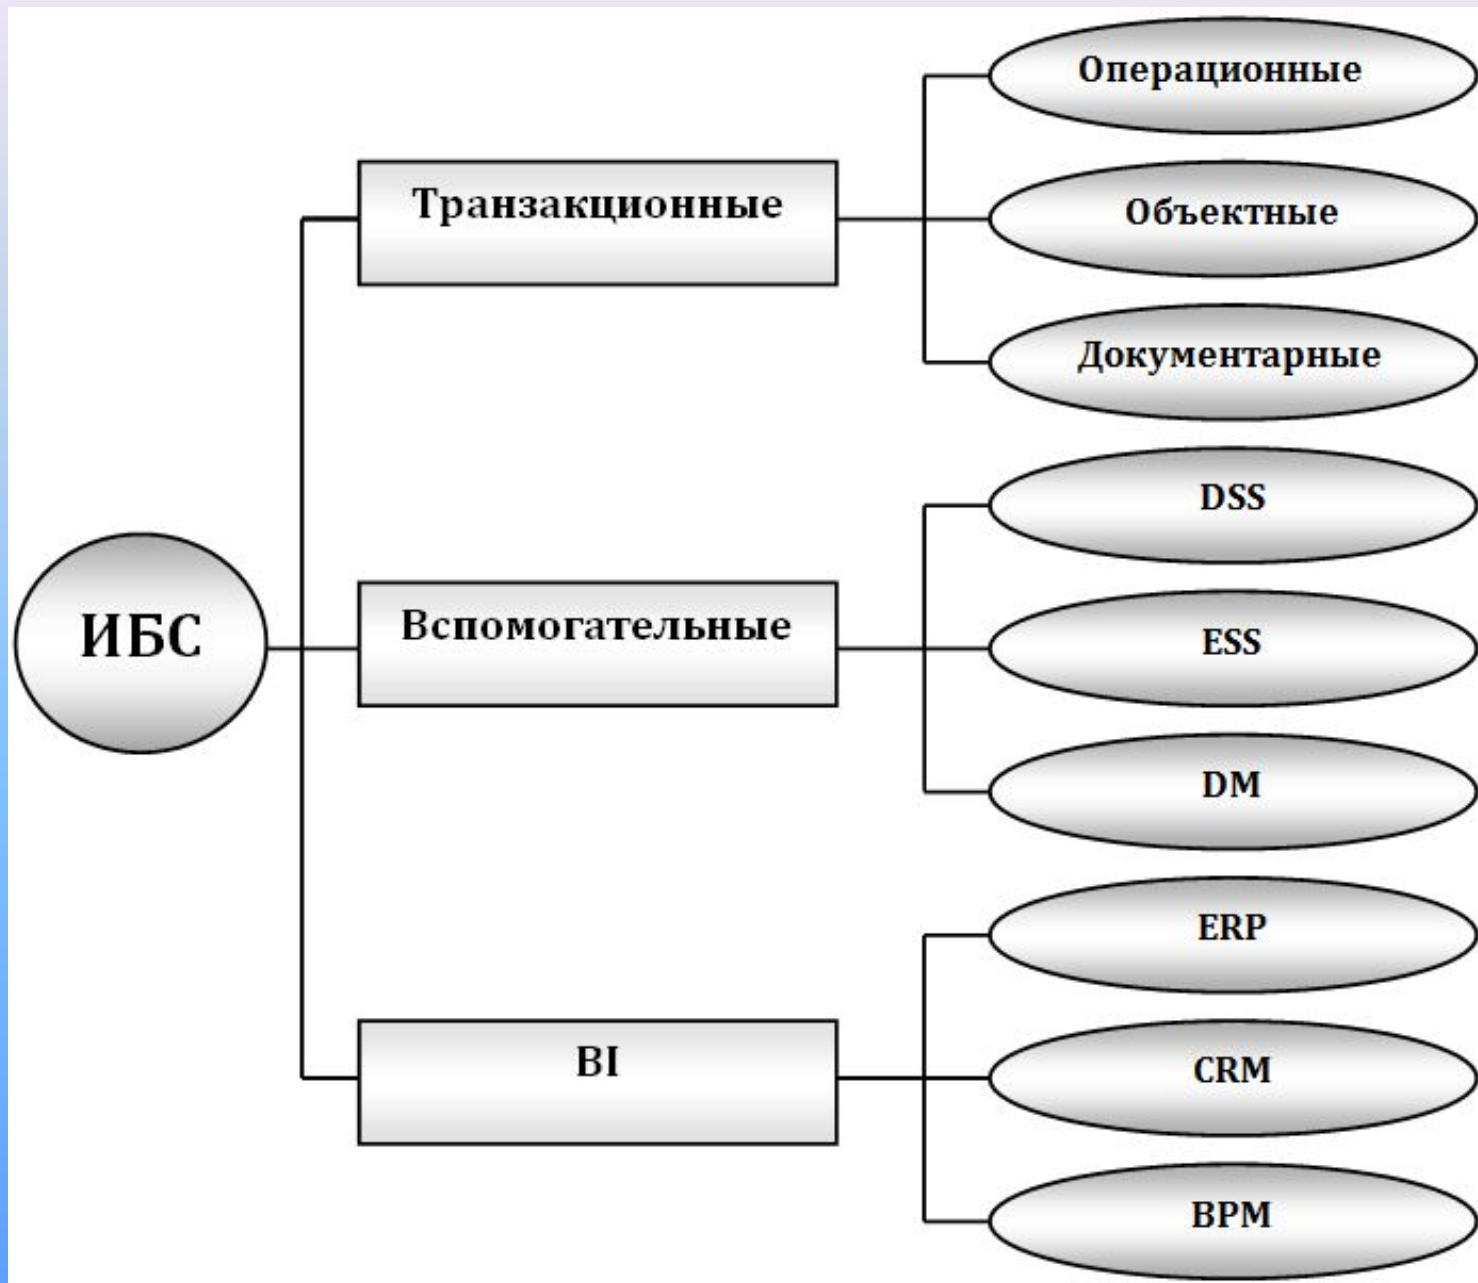 ИБС
Транзакционные
Операционные
Объектные
Документарные
Вспомогательные
DSS
ESS
DM
BI
ERP
CRM
BPM